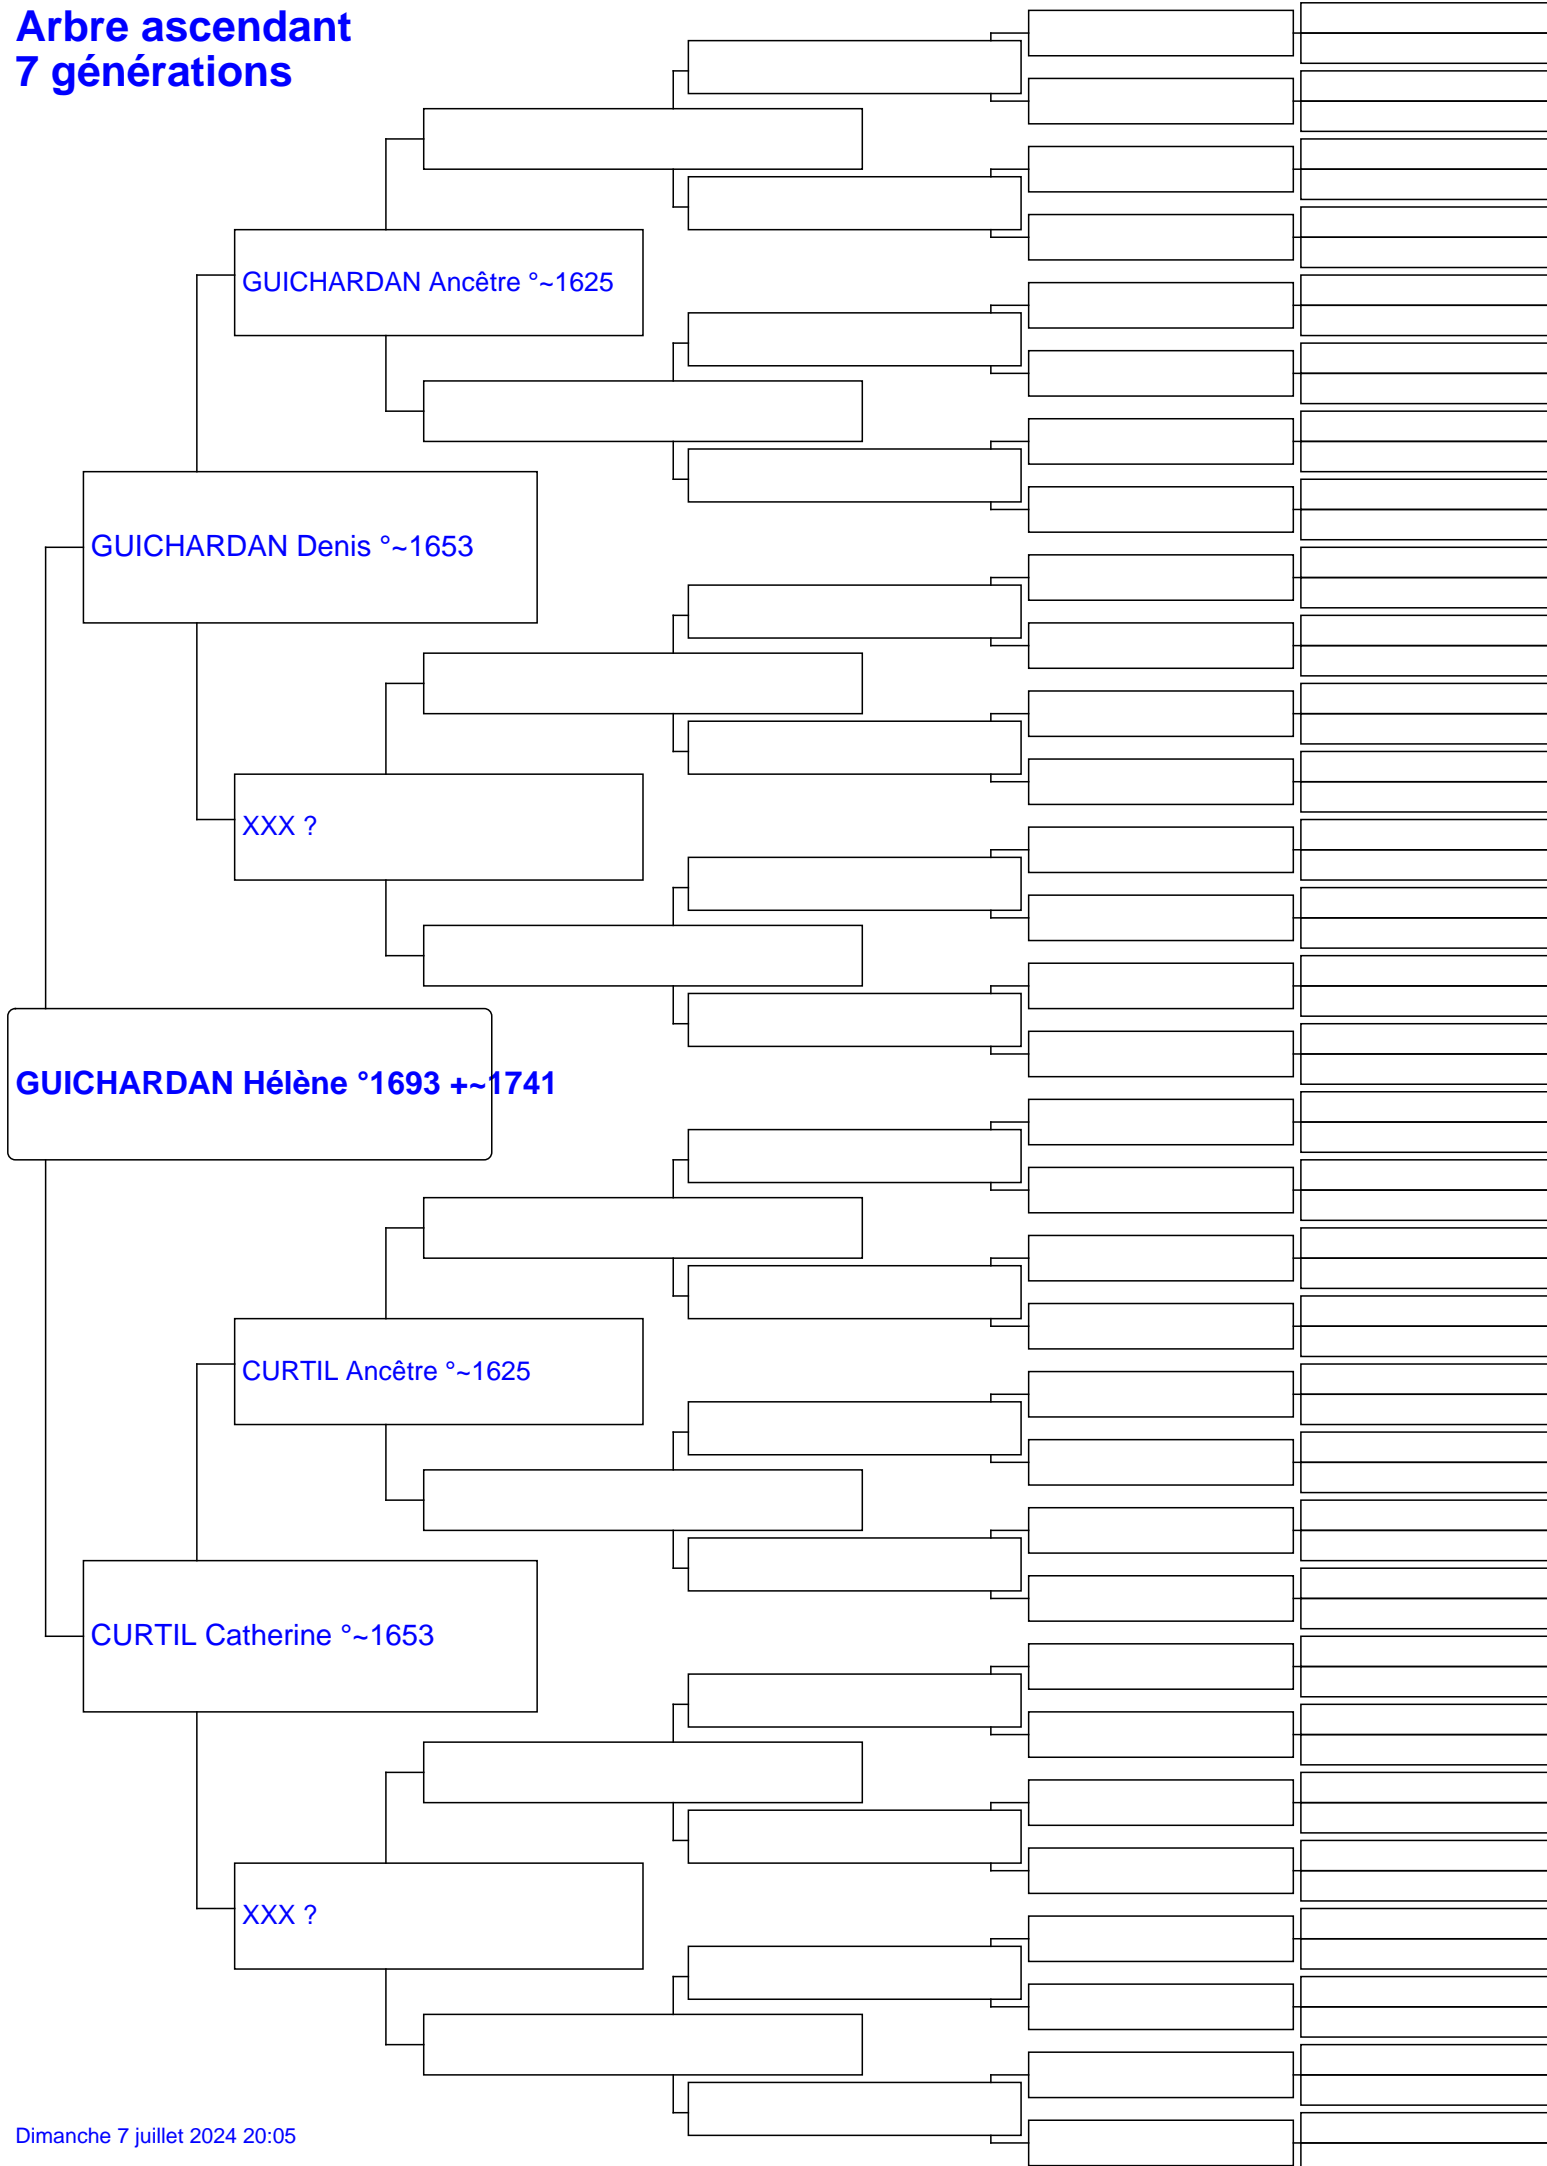 Arbre ascendant
7 générations
GUICHARDAN Ancêtre °~1625
GUICHARDAN Denis °~1653
XXX ?
GUICHARDAN Hélène °1693 +~1741
CURTIL Ancêtre °~1625
CURTIL Catherine °~1653
XXX ?
Dimanche 7 juillet 2024 20:05